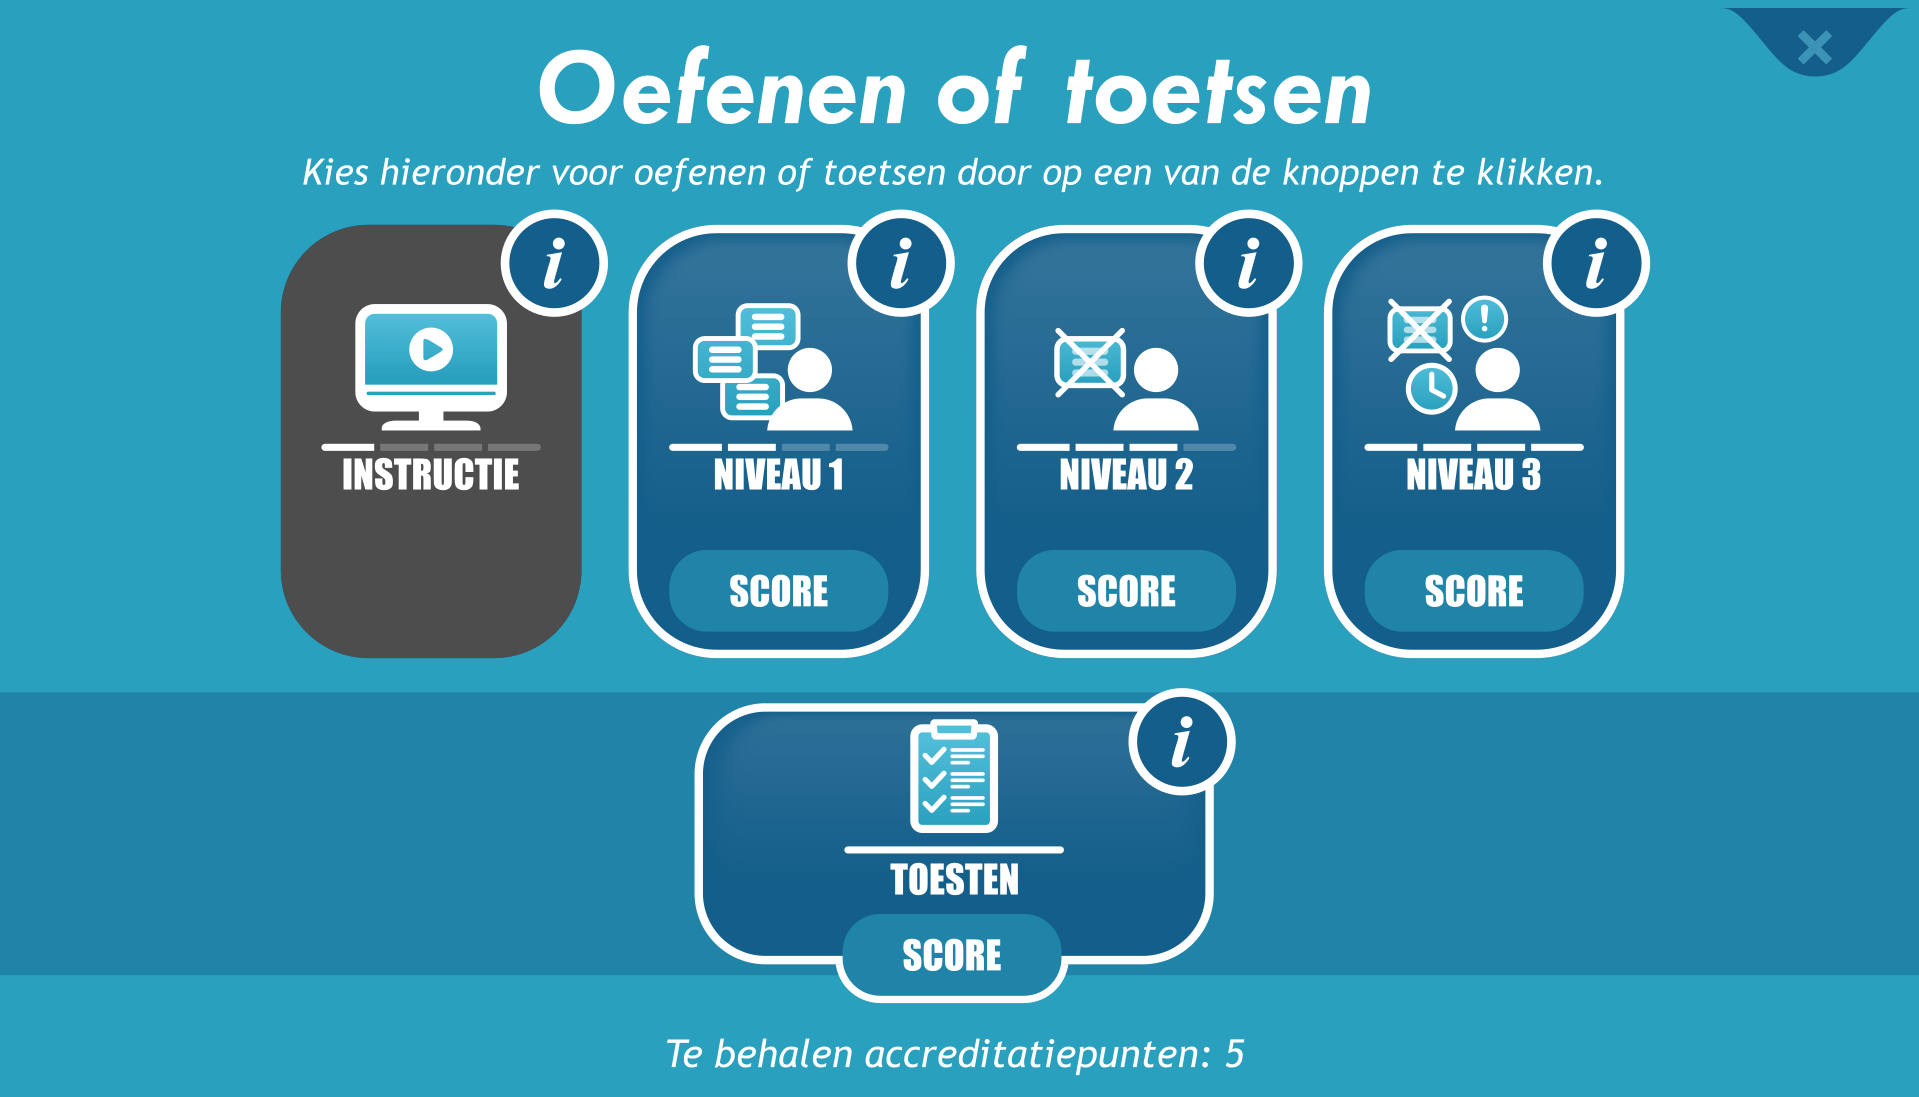 Oefenen of toetsen
Kies hieronder voor oefenen of toetsen door op een van de knoppen te klikken.
i
i
i
i
INSTRUCTIE
NIVEAU 1
NIVEAU 2
NIVEAU 3
SCORE
SCORE
SCORE
i
TOESTEN
SCORE
Te behalen accreditatiepunten: 5